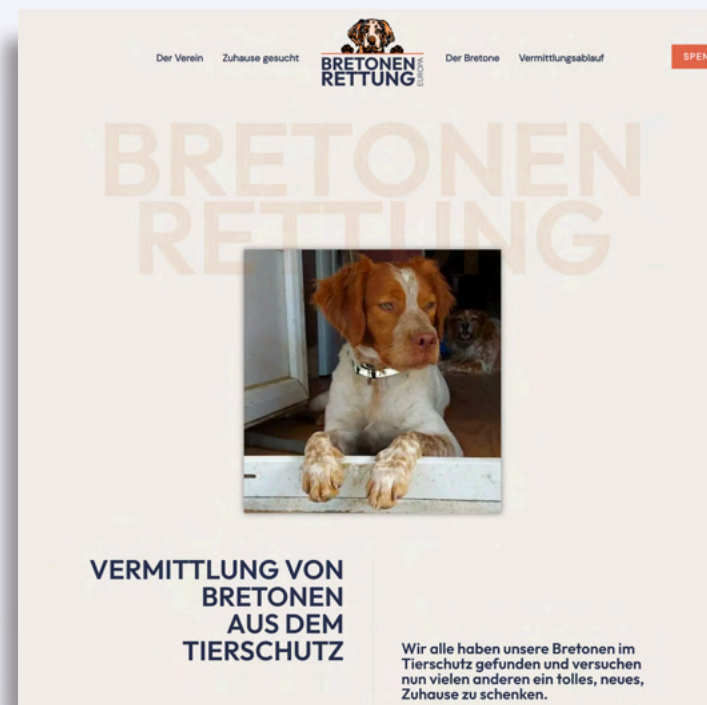 Der Verein Zuhause gesucht BRETONEN RETTUNG EUROPA Der Bretone Vermittlungsablauf SPEN
BRETONEN
RETTUNG
VERMITTLUNG VON
BRETONEN
AUS DEM
TIERSCHUTZ
Wir alle haben unsere Bretonen im
Tierschutz gefunden und versuchen
nun vielen anderen ein tolles, neues,
Zuhause zu schenken.